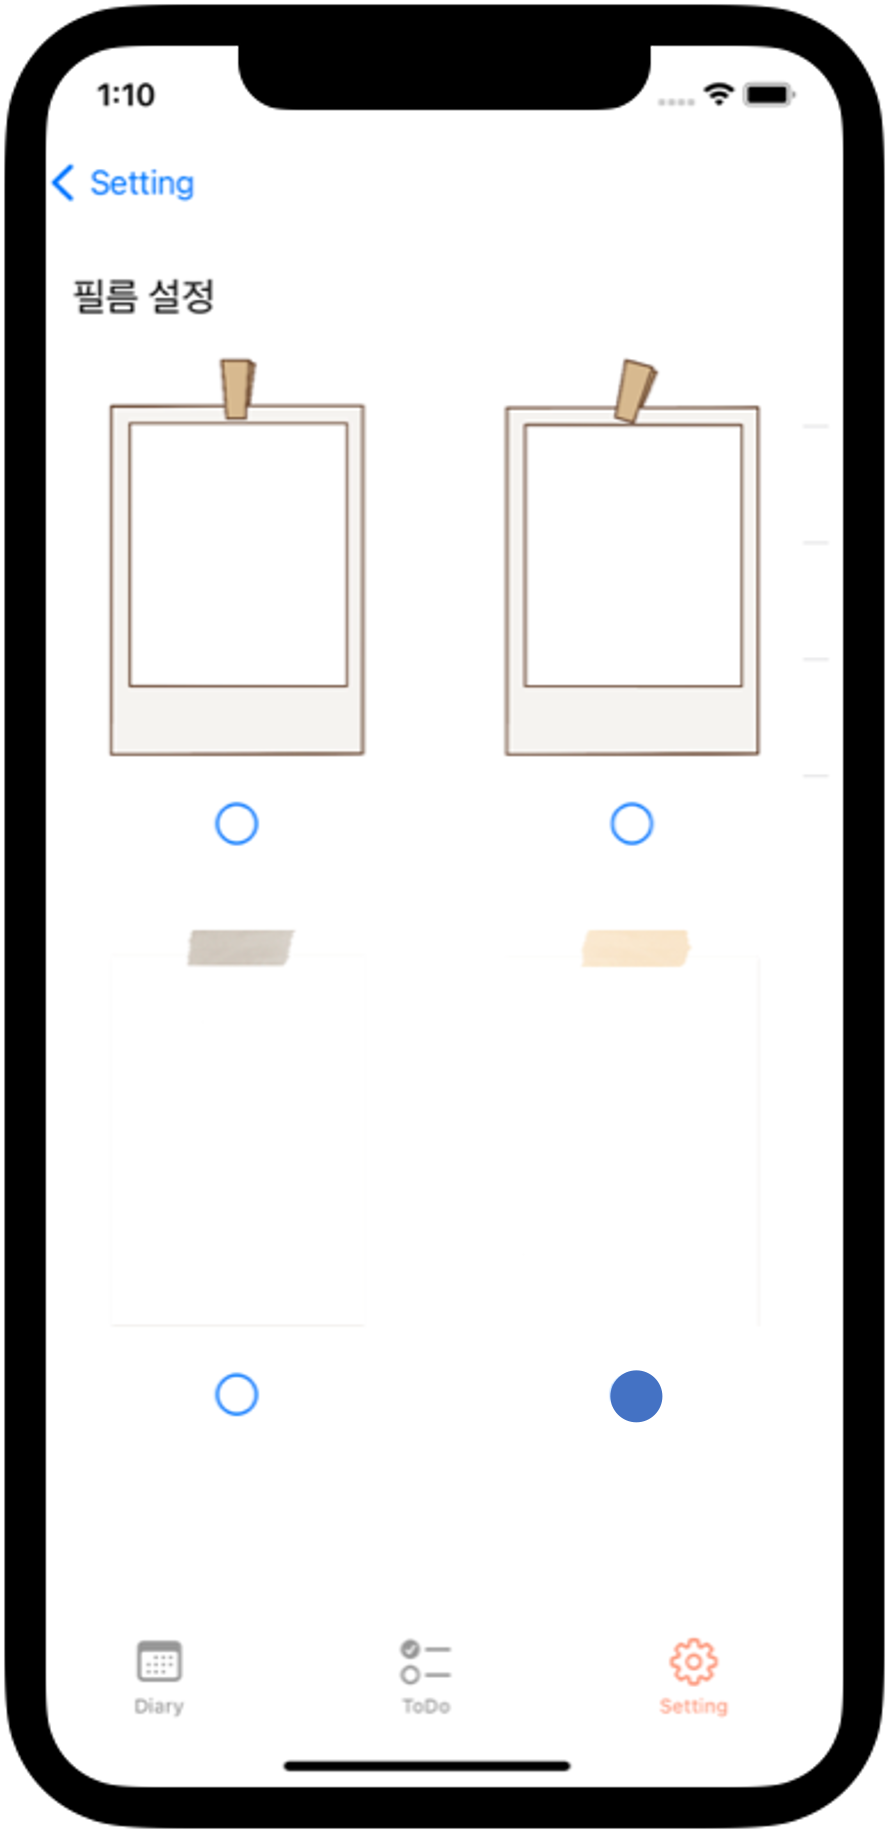 1:10
Setting
필름 설정
Diary
ToDo
Setting